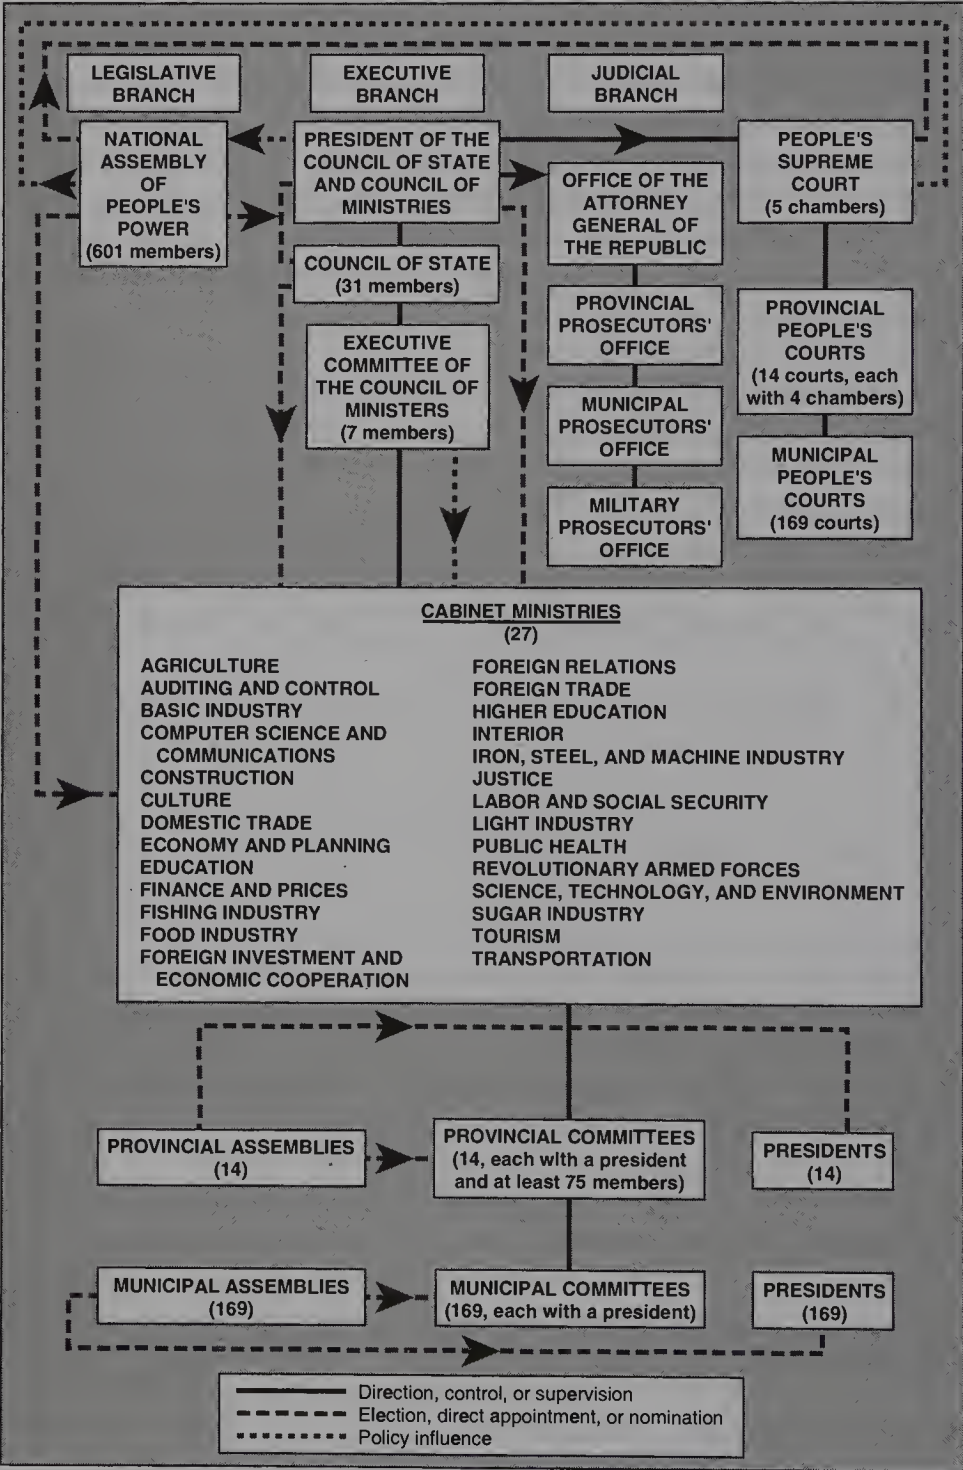 LEGISLATIVE
BRANCH
EXECUTIVE
BRANCH
JUDICIAL
BRANCH
NATIONAL
ASSEMBLY
OF
PEOPLE'S
POWER
(601 members)
PRESIDENT OF THE
COUNCIL OF STATE
AND COUNCIL OF
MINISTRIES
COUNCIL OF STATE
(31 members)
EXECUTIVE
COMMITTEE OF
THE COUNCIL OF
MINISTERS
(7 members)
OFFICE OF THE
ATTORNEY
GENERAL OF
THE REPUBLIC
PROVINCIAL
PROSECUTORS'
OFFICE
MUNICIPAL
PROSECUTORS'
OFFICE
MILITARY
PROSECUTORS'
OFFICE
PEOPLE'S
SUPREME
COURT
(5 chambers)
PROVINCIAL
PEOPLE'S
COURTS
(14 courts, each
with 4 chambers)
MUNICIPAL
PEOPLE'S
COURTS
(169 courts)
CABINET MINISTRIES
(27)
AGRICULTURE
AUDITING AND CONTROL
BASIC INDUSTRY
COMPUTER SCIENCE AND
COMMUNICATIONS
CONSTRUCTION
CULTURE
DOMESTIC TRADE
ECONOMY AND PLANNING
EDUCATION
FINANCE AND PRICES
FISHING INDUSTRY
FOOD INDUSTRY
FOREIGN INVESTMENT AND
ECONOMIC COOPERATION
FOREIGN RELATIONS
FOREIGN TRADE
HIGHER EDUCATION
INTERIOR
IRON, STEEL, AND MACHINE INDUSTRY
JUSTICE
LABOR AND SOCIAL SECURITY
LIGHT INDUSTRY
PUBLIC HEALTH
REVOLUTIONARY ARMED FORCES
SCIENCE, TECHNOLOGY, AND ENVIRONMENT
SUGAR INDUSTRY
TOURISM
TRANSPORTATION
PROVINCIAL ASSEMBLIES
(14)
PROVINCIAL COMMITTEES
(14, each with a president
and at least 75 members)
PRESIDENTS
(14)
MUNICIPAL ASSEMBLIES
(169)
MUNICIPAL COMMITTEES
(169, each with a president)
PRESIDENTS
(169)
Direction, control, or supervision
Election, direct appointment, or nomination
Policy influence